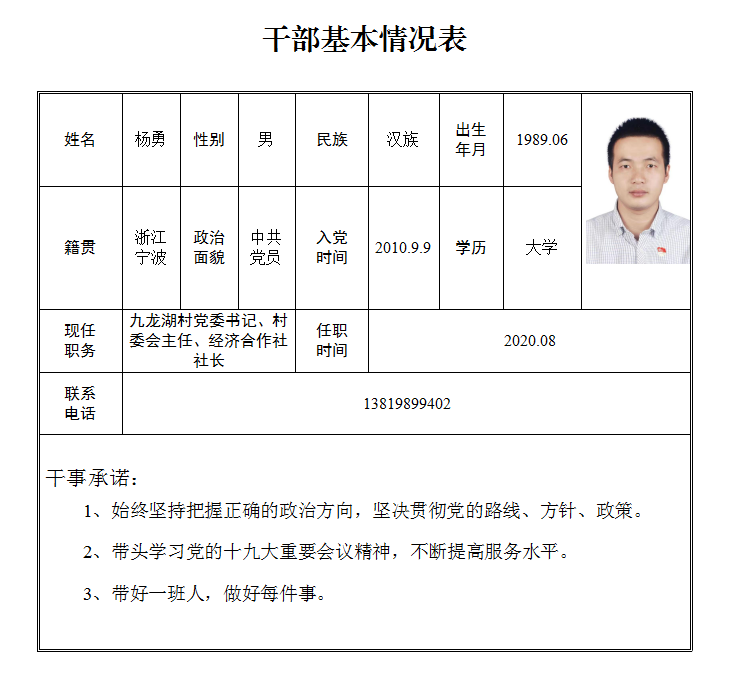 干部基本情况表
姓名 杨勇 性别 男 民族 汉族 出生年月 1989.06
籍贯 浙江宁波 政治面貌 中共党员 入党时间 2010.9.9 学历 大学
现任职务 九龙湖村党委书记、村委会主任、经济合作社社长 任职时间 2020.08
联系电话 13819899402
干事承诺：
1、始终坚持把握正确的政治方向，坚决贯彻党的路线、方针、政策。
2、带头学习党的十九大重要会议精神，不断提高服务水平。
3、带好一班人，做好每件事。